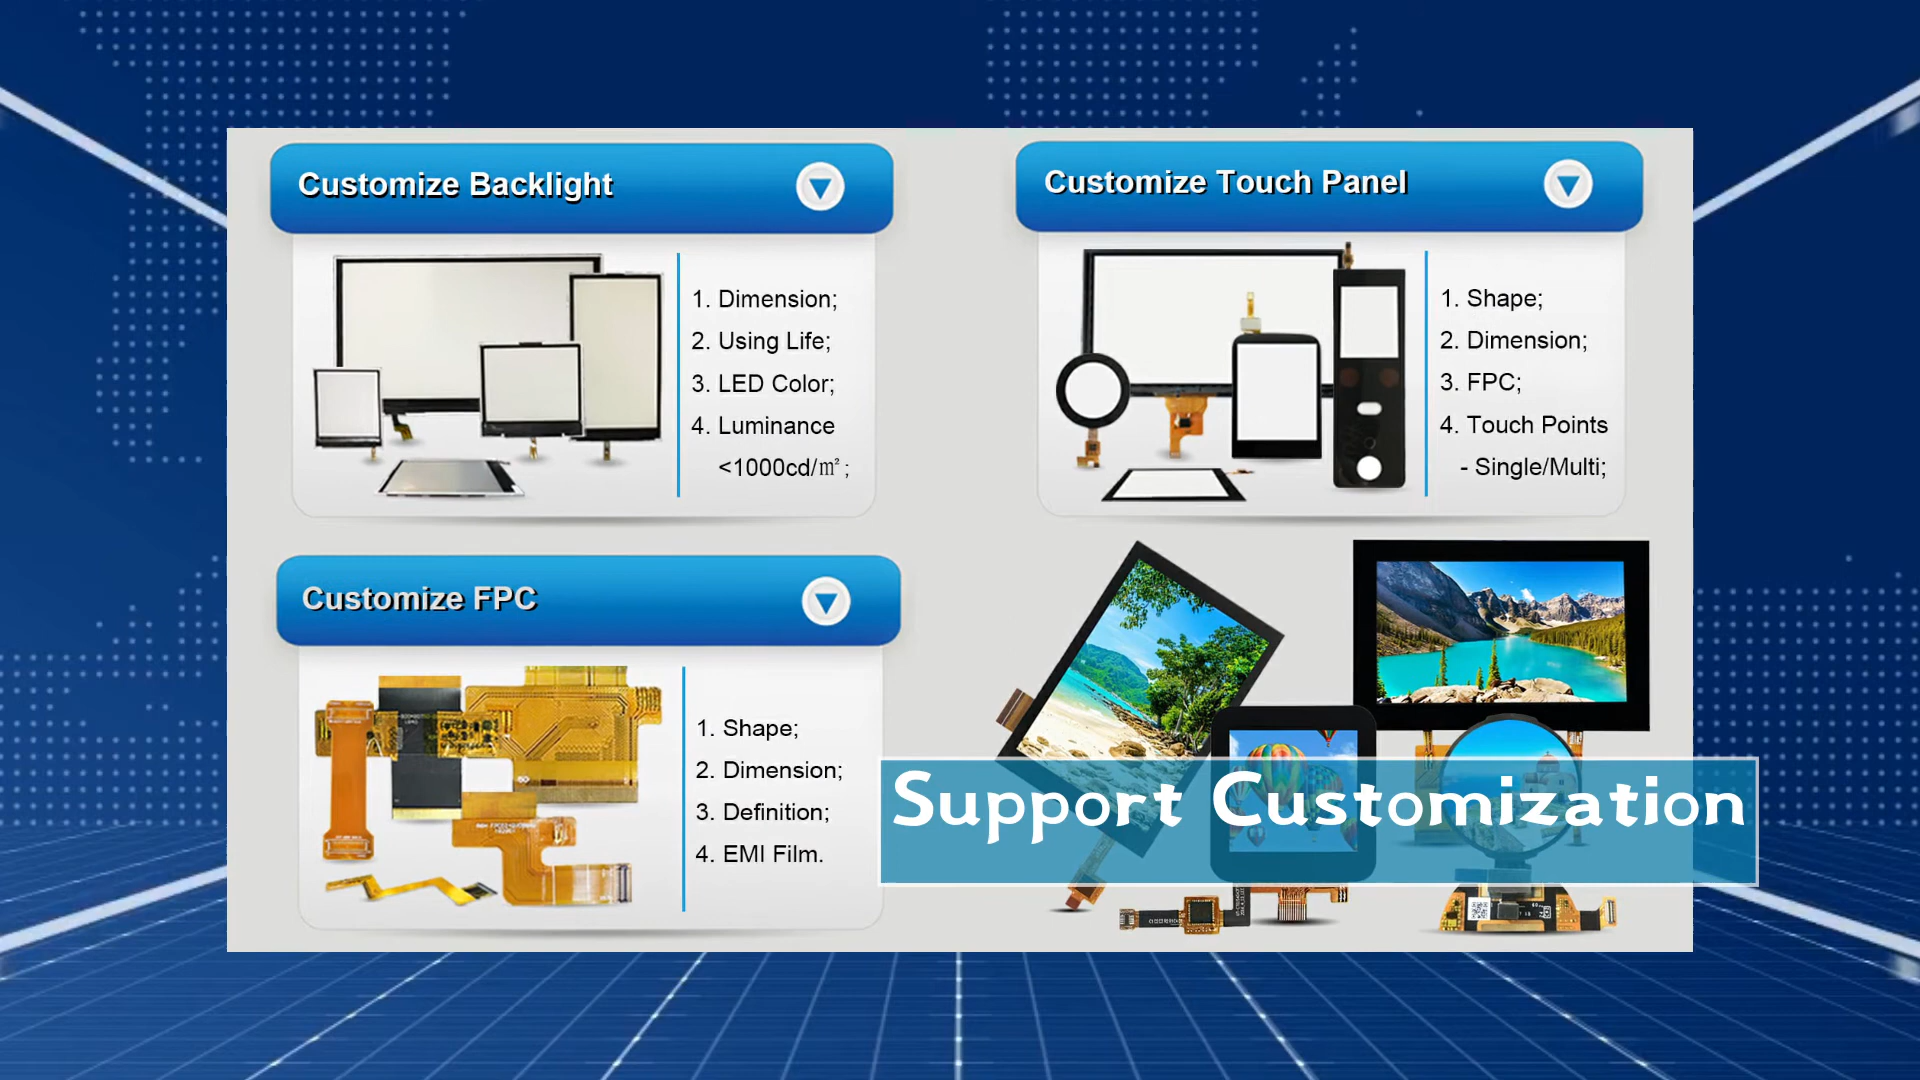 Customize Backlight
1. Dimension;
2. Using Life;
3. LED Color;
4. Luminance
<1000cd/㎡;
Customize Touch Panel
1. Shape;
2. Dimension;
3. FPC;
4. Touch Points
- Single/Multi;
Customize FPC
1. Shape;
2. Dimension;
3. Definition;
4. EMI Film.
Support Customization